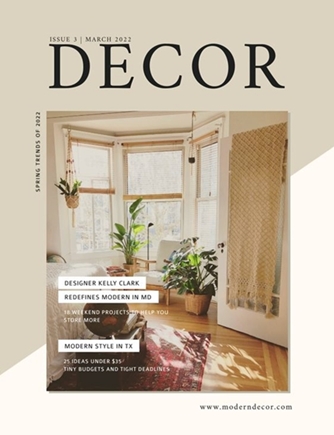 ISSUE 3 | MARCH 2022
DECOR
SPRING TRENDS OF 2022
DESIGNER KELLY CLARK
REDEFINES MODERN IN MD
16 WEEKEND PROJECTS TO HELP YOU
STORE MORE
MODERN STYLE IN TX
25 IDEAS UNDER $35/
TINY BUDGETS AND TIGHT DEADLINES
www.moderndecor.com